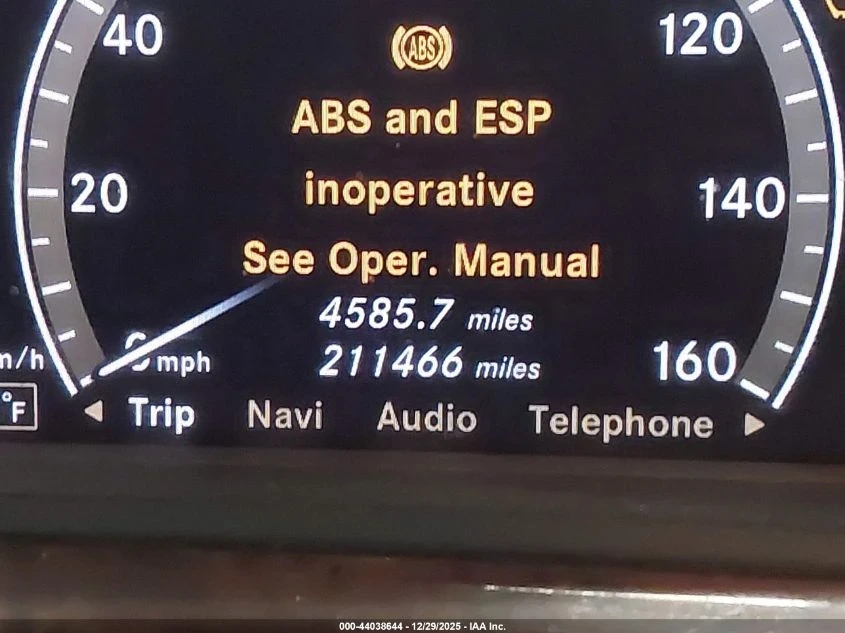 40
120
ABS
ABS and ESP
inoperative
20
140
See Oper. Manual
4585.7 miles
mph
211466 miles
160
m/h
°F
Trip Navi Audio Telephone
000-44038644 - 12/29/2025 - IAA Inc.